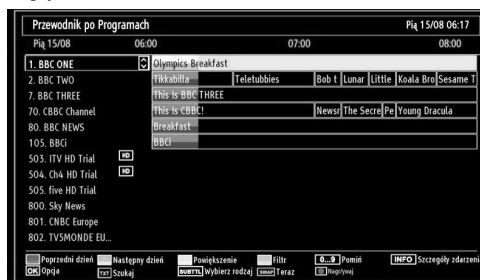 Przewodnik po Programach Pią 15/08 06:17
Pią 15/08 06:00 07:00 08:00
1. BBC ONE Olympics Breakfast
2. BBC TWO Tikkabilla Teletubbies Bob t Lunar Little Koala Bro Sesame T
7. BBC THREE This Is BBC THREE
70. CBBC Channel This Is CBBC! Newsr The Secre Pe Young Dracula
80. BBC NEWS Breakfast
105. BBCi BBCi
503. ITV HD Trial HD
504. Ch4 HD Trial HD
505. five HD Trial
800. Sky News
801. CNBC Europe
802. TV5MONDE EU...
Poprzedni dzień Następny dzień Powiększenie Filtr 0...9 Pomiń INFO Szczegóły zdarzeni
OK Opcja TXT Szukaj SUBTTL Wybierz rodzaj SWAP Teraz Nagrywaj